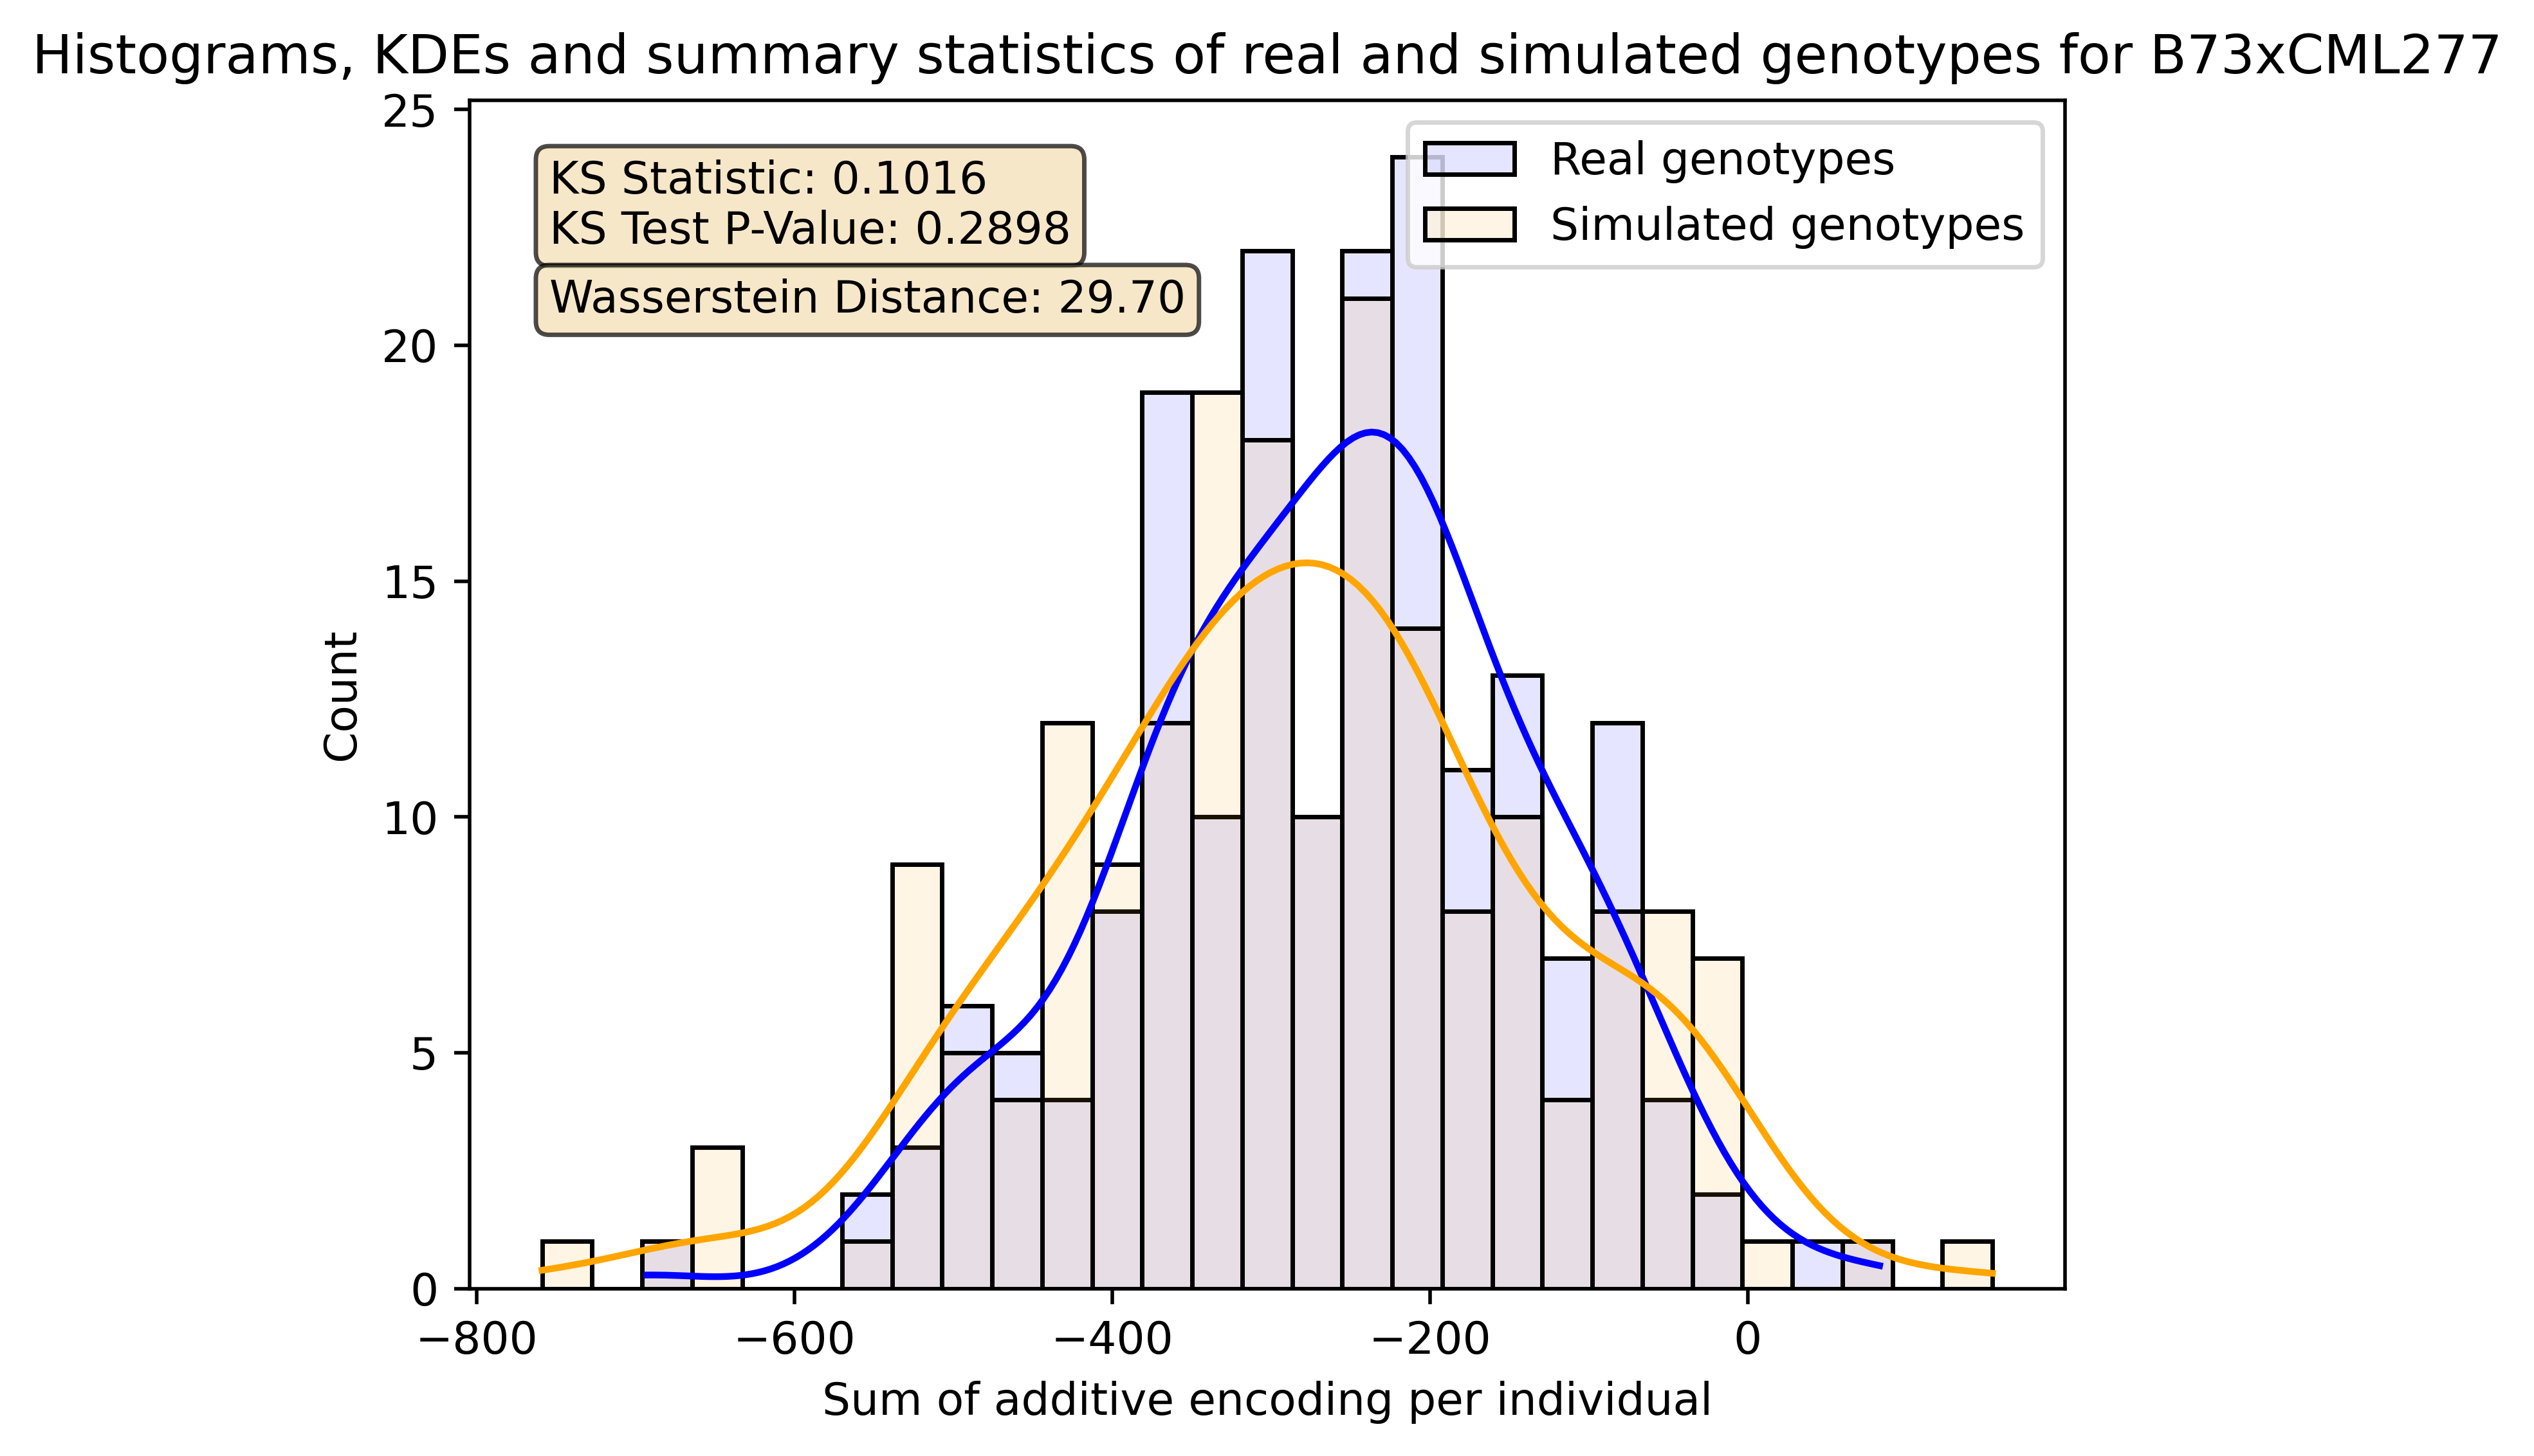 Histograms, KDEs and summary statistics of real and simulated genotypes for B73xCML277
KS Statistic: 0.1016
KS Test P-Value: 0.2898
Wasserstein Distance: 29.70
Real genotypes
Simulated genotypes
Count
25
20
15
10
5
0
−800
−600
−400
−200
0
Sum of additive encoding per individual